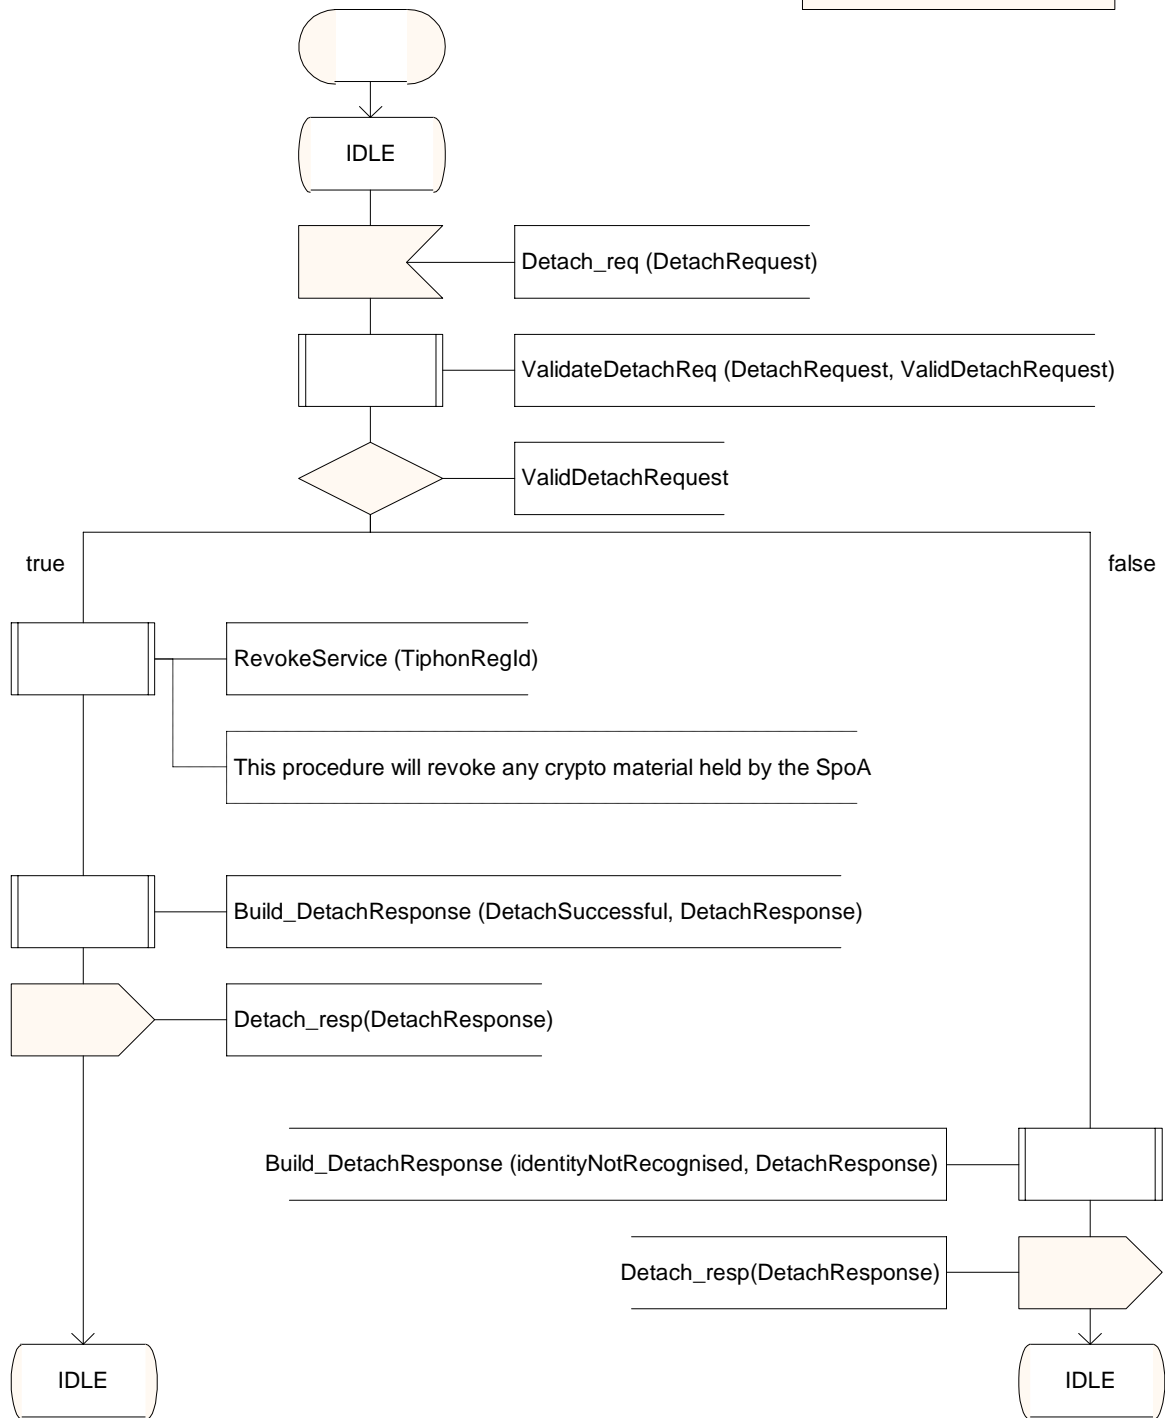 IDLE
Detach_req (DetachRequest)
ValidateDetachReq (DetachRequest, ValidDetachRequest)
ValidDetachRequest
true
false
RevokeService (TiphonRegId)
This procedure will revoke any crypto material held by the SpoA
Build_DetachResponse (DetachSuccessful, DetachResponse)
Detach_resp(DetachResponse)
Build_DetachResponse (identityNotRecognised, DetachResponse)
Detach_resp(DetachResponse)
IDLE
IDLE